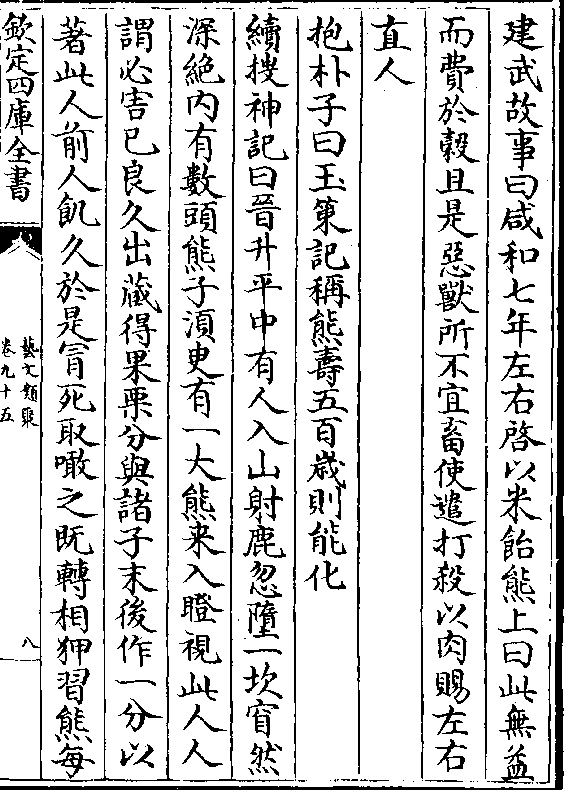 建武故事曰咸和七年左右啓以米飴熊上曰此無益
而費於穀且是惡獸所不宜畜使遣打殺以肉賜左右
直人
抱朴子曰玉策記稱熊壽五百歲則能化
續搜神記曰晉升平中有人入山射鹿忽墮一坎窅然
深絶内有數頭熊子湏臾有一大熊来入瞪視此人人
謂必害已良久出藏得果栗分與諸子末後作一分以
著此人前人飢久於是冒死取噉之既轉相狎習熊每
欽定四庫全書
藝文類聚
卷九十五
八